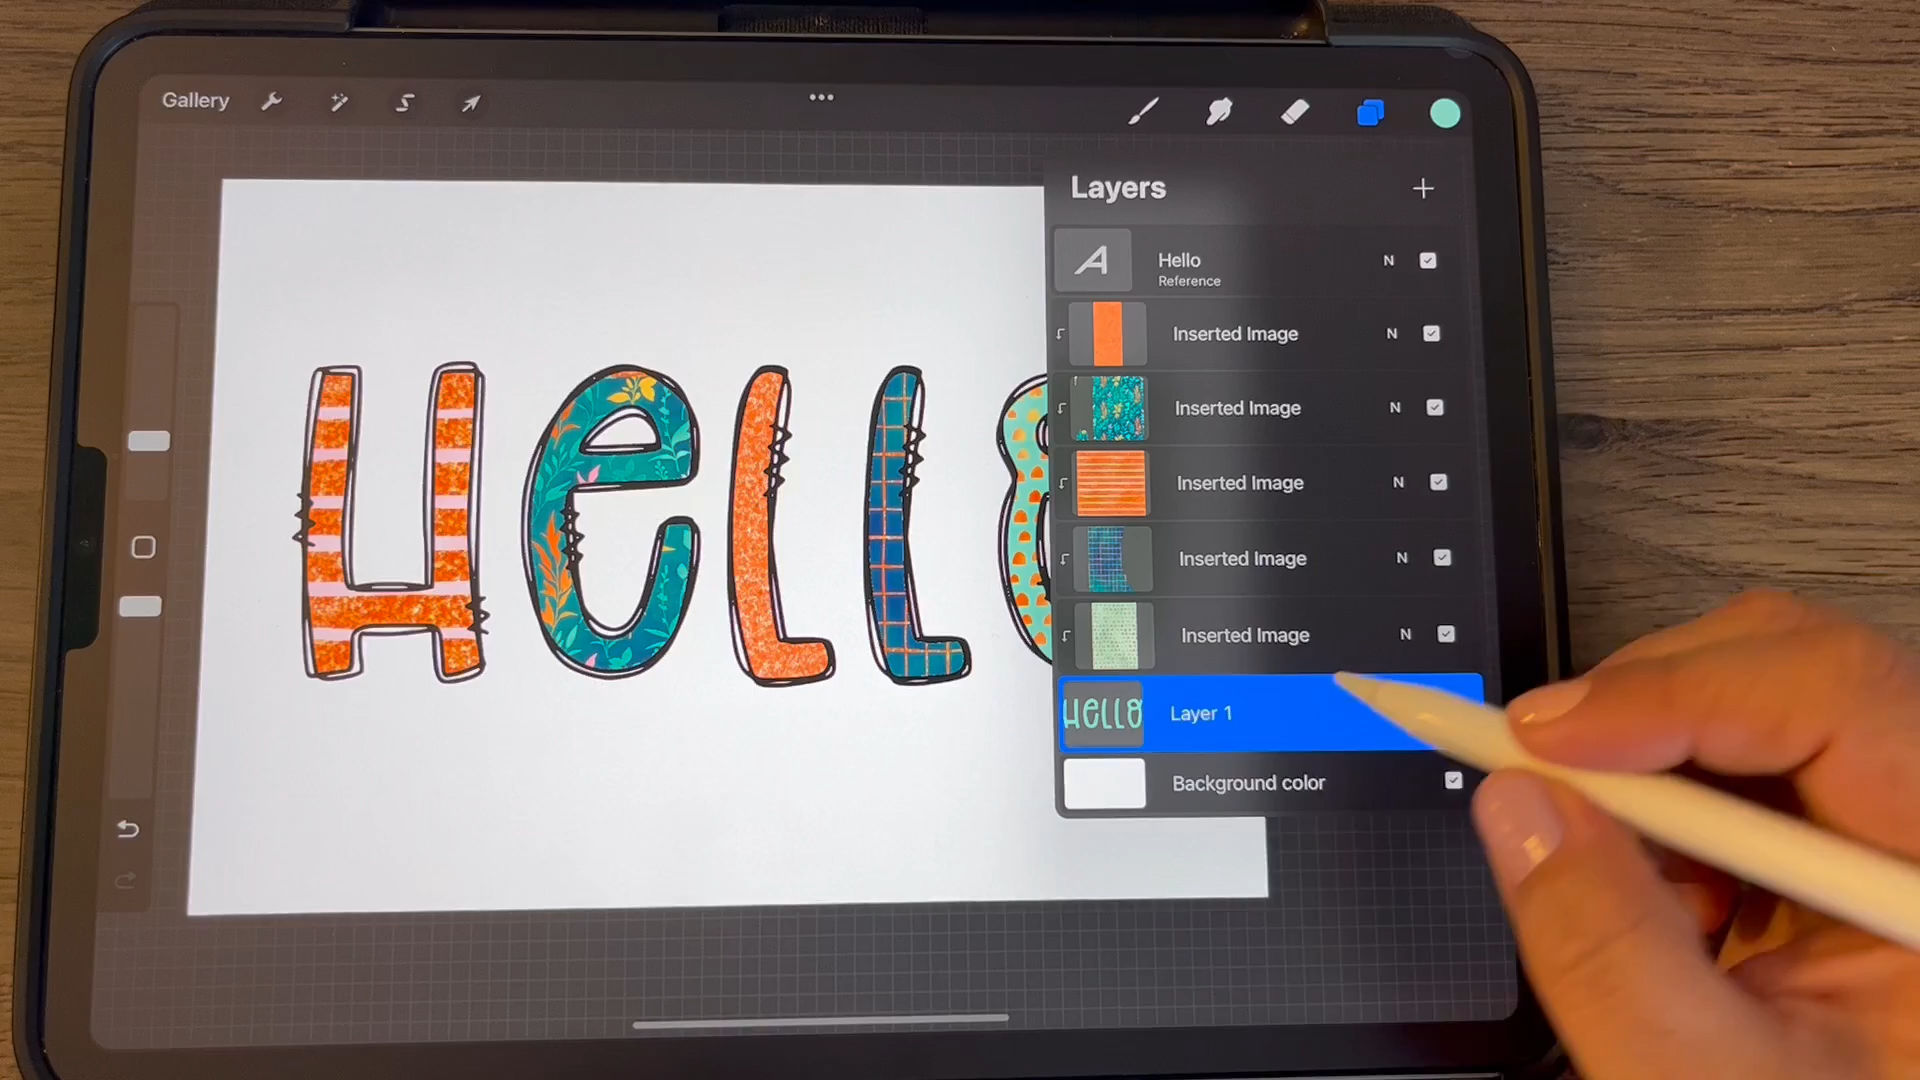 Gallery
Layers
A
Hello
Reference
N
Inserted Image
N
Inserted Image
N
Inserted Image
N
Inserted Image
N
Inserted Image
N
HELLO
Layer 1
Background color
HeLLo